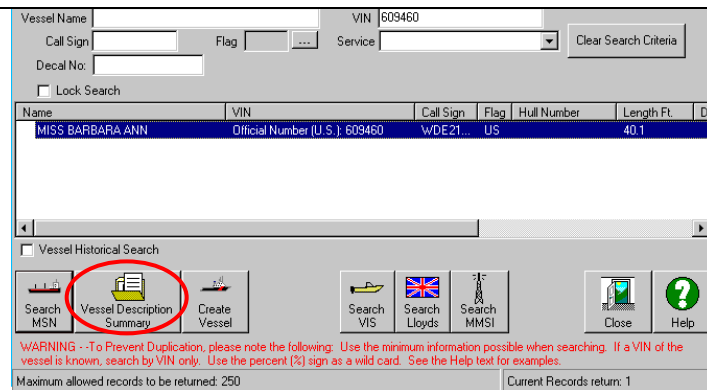 Vessel Name VIN 609460
Call Sign Flag ... Service Clear Search Criteria
Decal No:
Lock Search
Name VIN Call Sign Flag Hull Number Length Ft. D
MISS BARBARA ANN Official Number (U.S.): 609460 WDE21... US 40.1
Vessel Historical Search
Search MSN
Vessel Description Summary
Create Vessel
Search VIS
Search Lloyds
Search MMSI
Close
Help
WARNING - -To Prevent Duplication, please note the following: Use the minimum information possible when searching. If a VIN of the
vessel is known, search by VIN only. Use the percent (%) sign as a wild card. See the Help text for examples.
Maximum allowed records to be returned: 250 Current Records return: 1